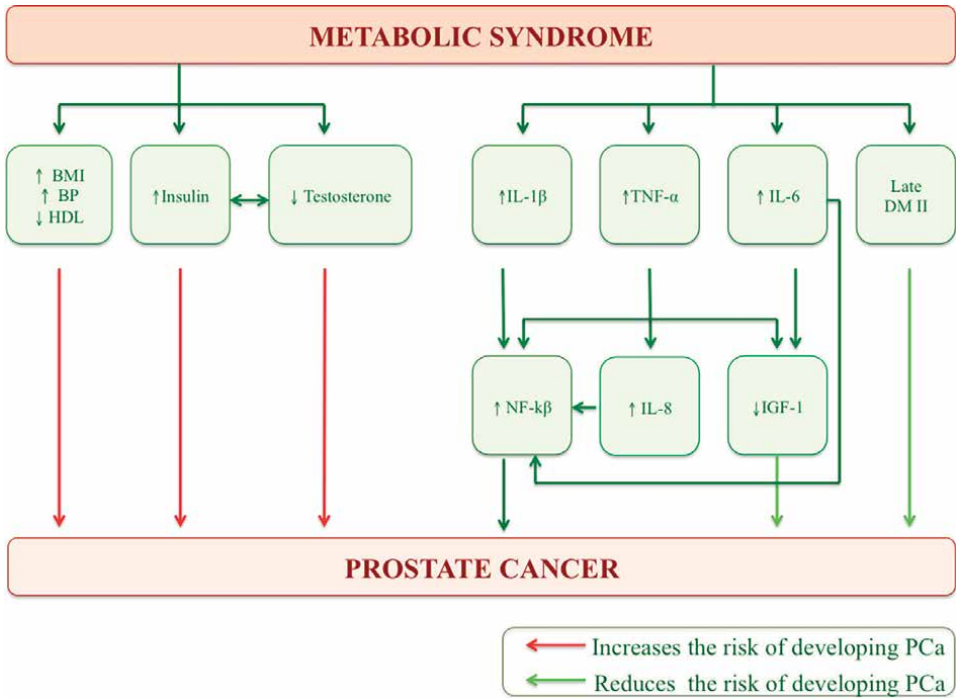 METABOLIC SYNDROME
↑ BMI
↑ BP
↓ HDL
↑Insulin
↓ Testosterone
↑IL-1β
↑TNF-α
↑ IL-6
Late
DM II
↑ NF-kβ
↑ IL-8
↓IGF-1
PROSTATE CANCER
Increases the risk of developing PCa
Reduces the risk of developing PCa